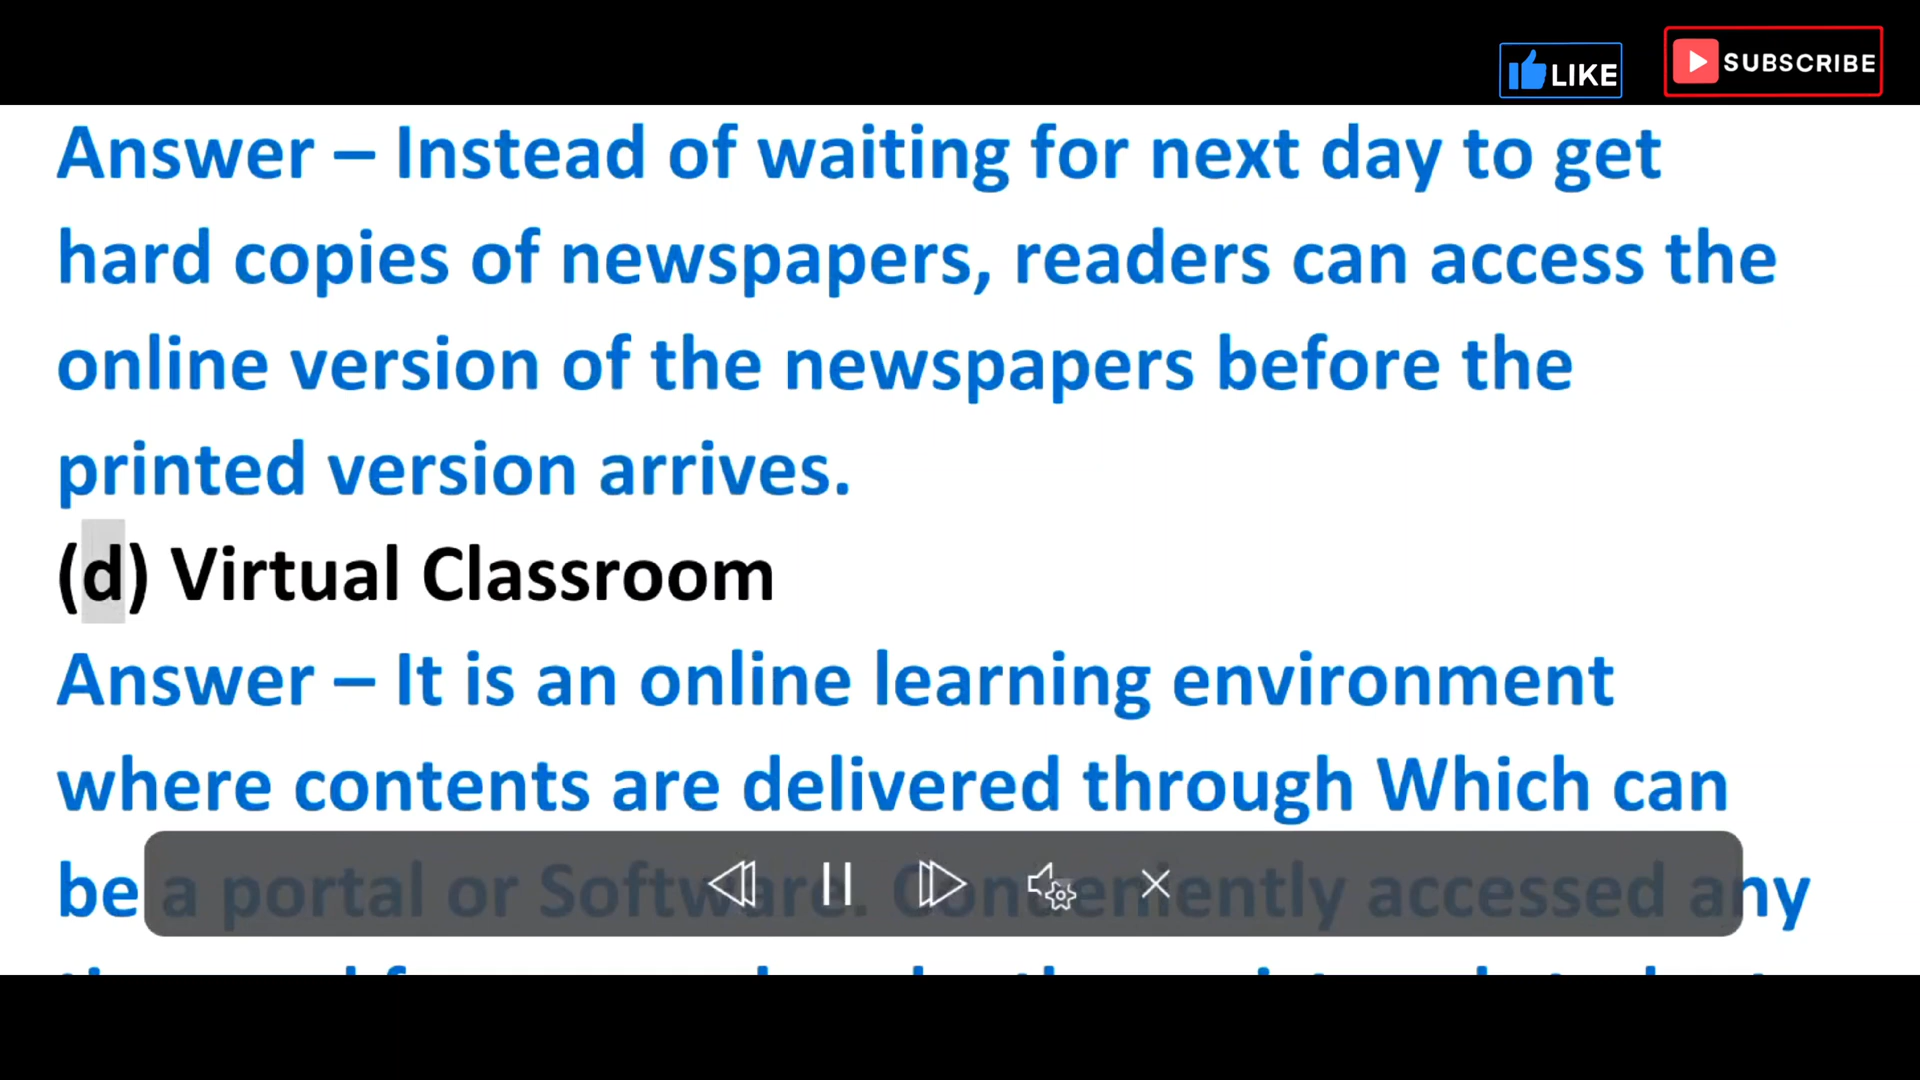 LIKE
SUBSCRIBE
Answer – Instead of waiting for next day to get
hard copies of newspapers, readers can access the
online version of the newspapers before the
printed version arrives.
(d) Virtual Classroom
Answer – It is an online learning environment
where contents are delivered through Which can
be a portal or Software. Conveniently accessed any